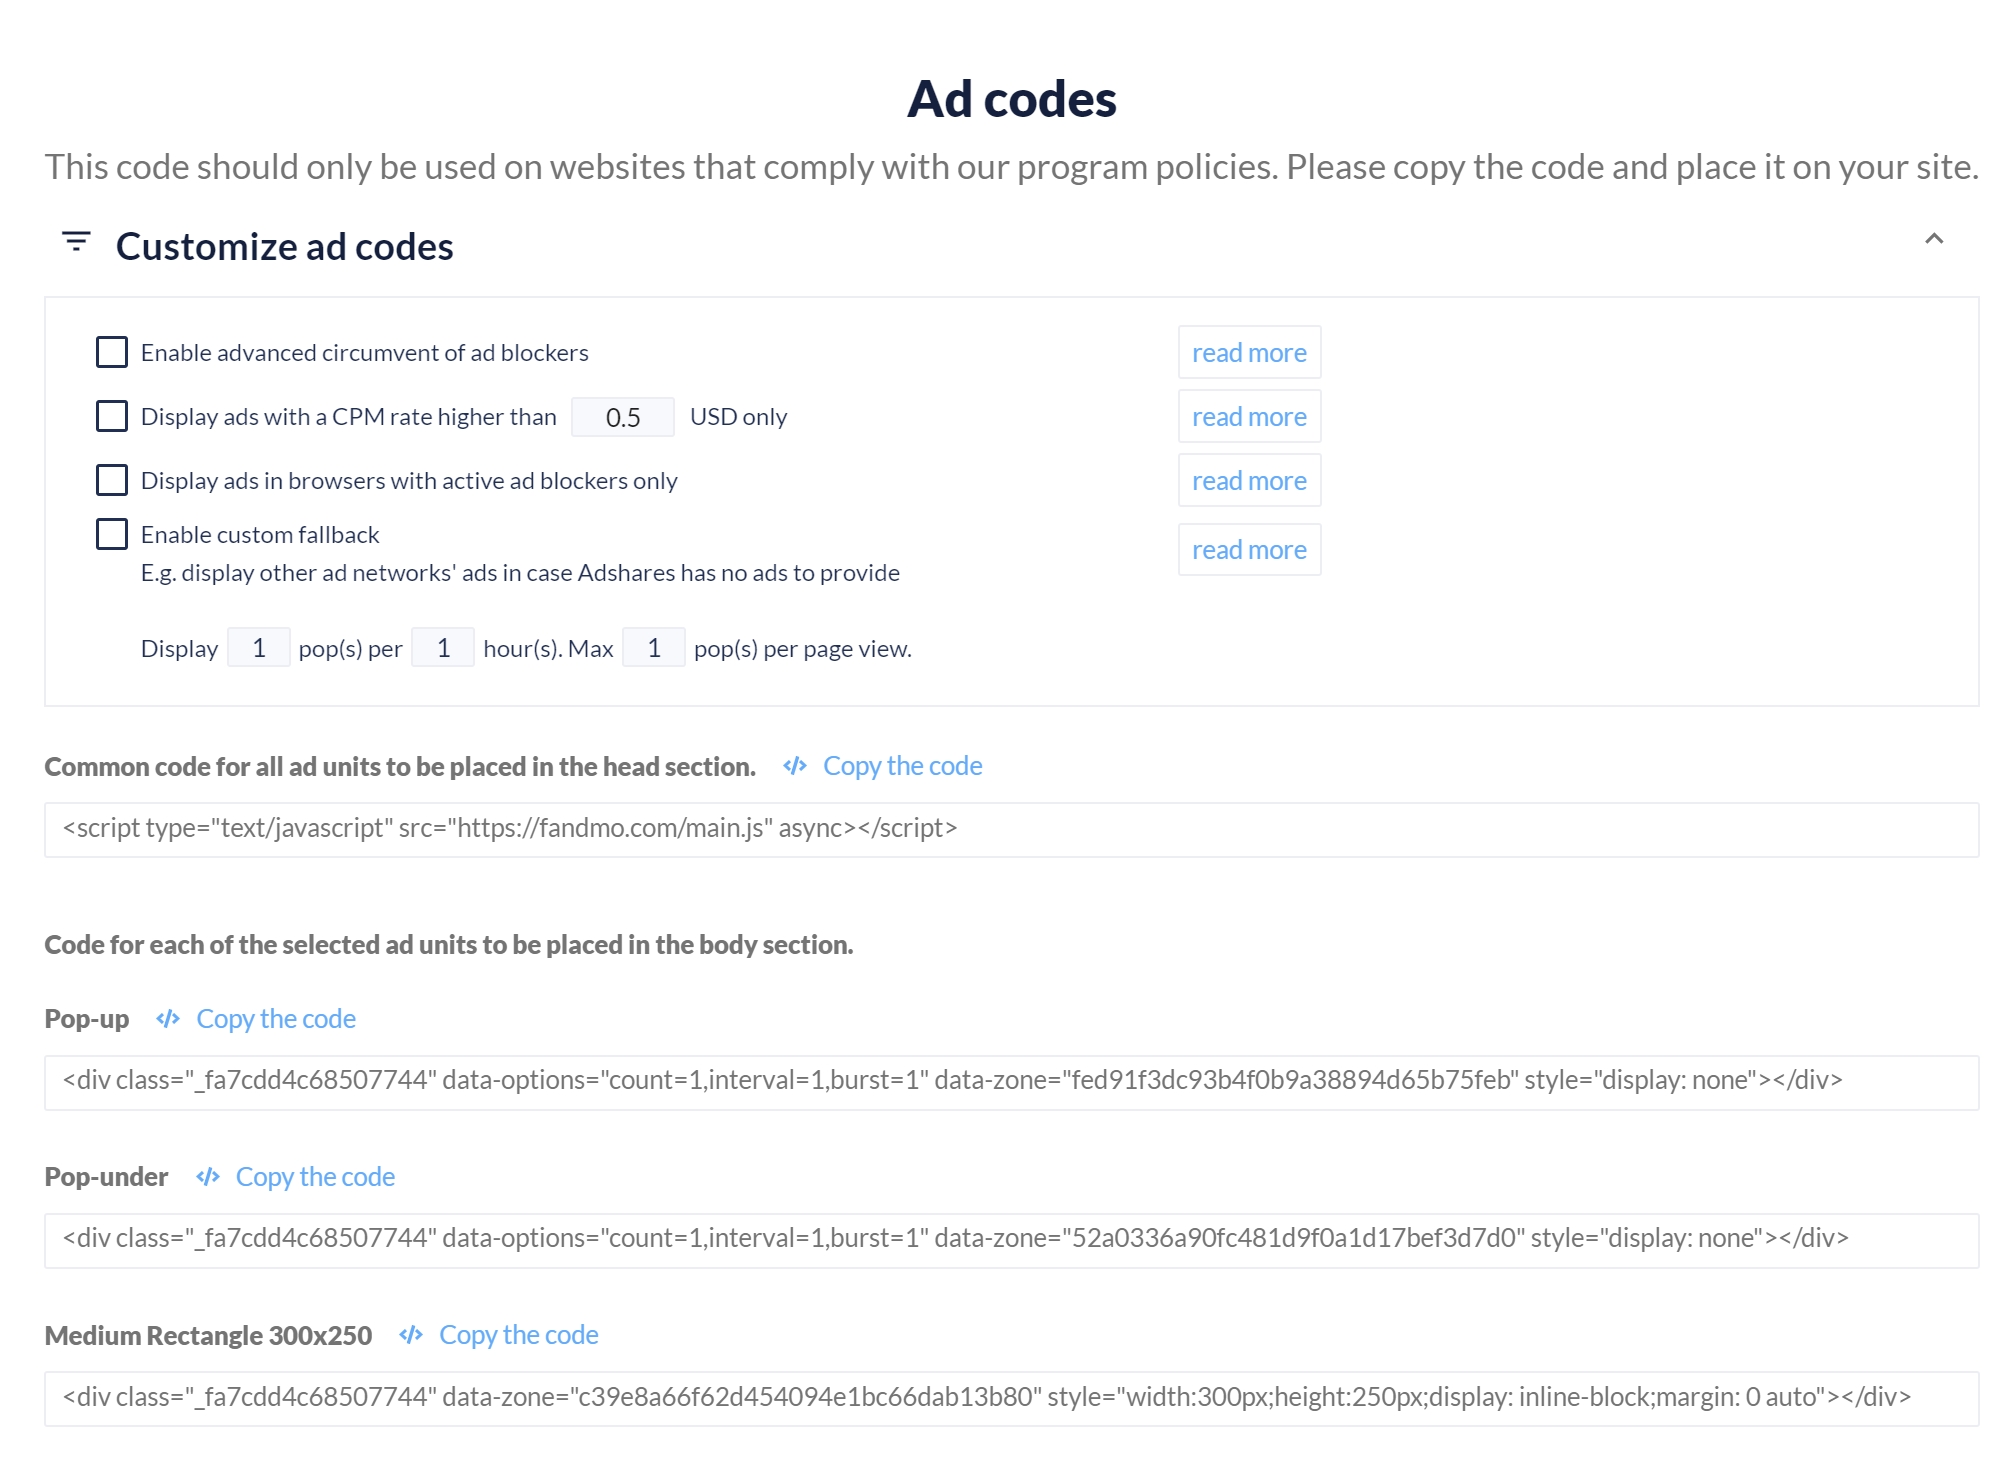 Ad codes
This code should only be used on websites that comply with our program policies. Please copy the code and place it on your site.
Customize ad codes
Enable advanced circumvent of ad blockers read more
Display ads with a CPM rate higher than 0.5 USD only read more
Display ads in browsers with active ad blockers only read more
Enable custom fallback read more
E.g. display other ad networks' ads in case Adshares has no ads to provide
Display 1 pop(s) per 1 hour(s). Max 1 pop(s) per page view.
Common code for all ad units to be placed in the head section. </> Copy the code
<script type="text/javascript" src="https://fandmo.com/main.js" async></script>
Code for each of the selected ad units to be placed in the body section.
Pop-up </> Copy the code
<div class="_fa7cdd4c68507744" data-options="count=1,interval=1,burst=1" data-zone="fed91f3dc93b4f0b9a38894d65b75feb" style="display: none"></div>
Pop-under </> Copy the code
<div class="_fa7cdd4c68507744" data-options="count=1,interval=1,burst=1" data-zone="52a0336a90fc481d9f0a1d17bef3d7d0" style="display: none"></div>
Medium Rectangle 300x250 </> Copy the code
<div class="_fa7cdd4c68507744" data-zone="c39e8a66f62d454094e1bc66dab13b80" style="width:300px;height:250px;display: inline-block;margin: 0 auto"></div>